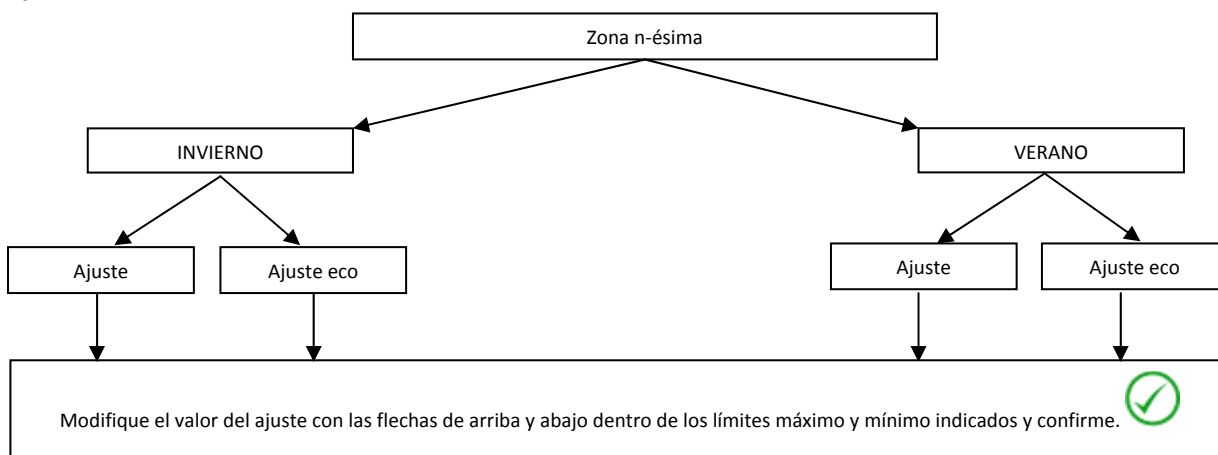 Zona n-ésima
INVIERNO
VERANO
Ajuste
Ajuste eco
Ajuste
Ajuste eco
Modifique el valor del ajuste con las flechas de arriba y abajo dentro de los límites máximo y mínimo indicados y confirme.